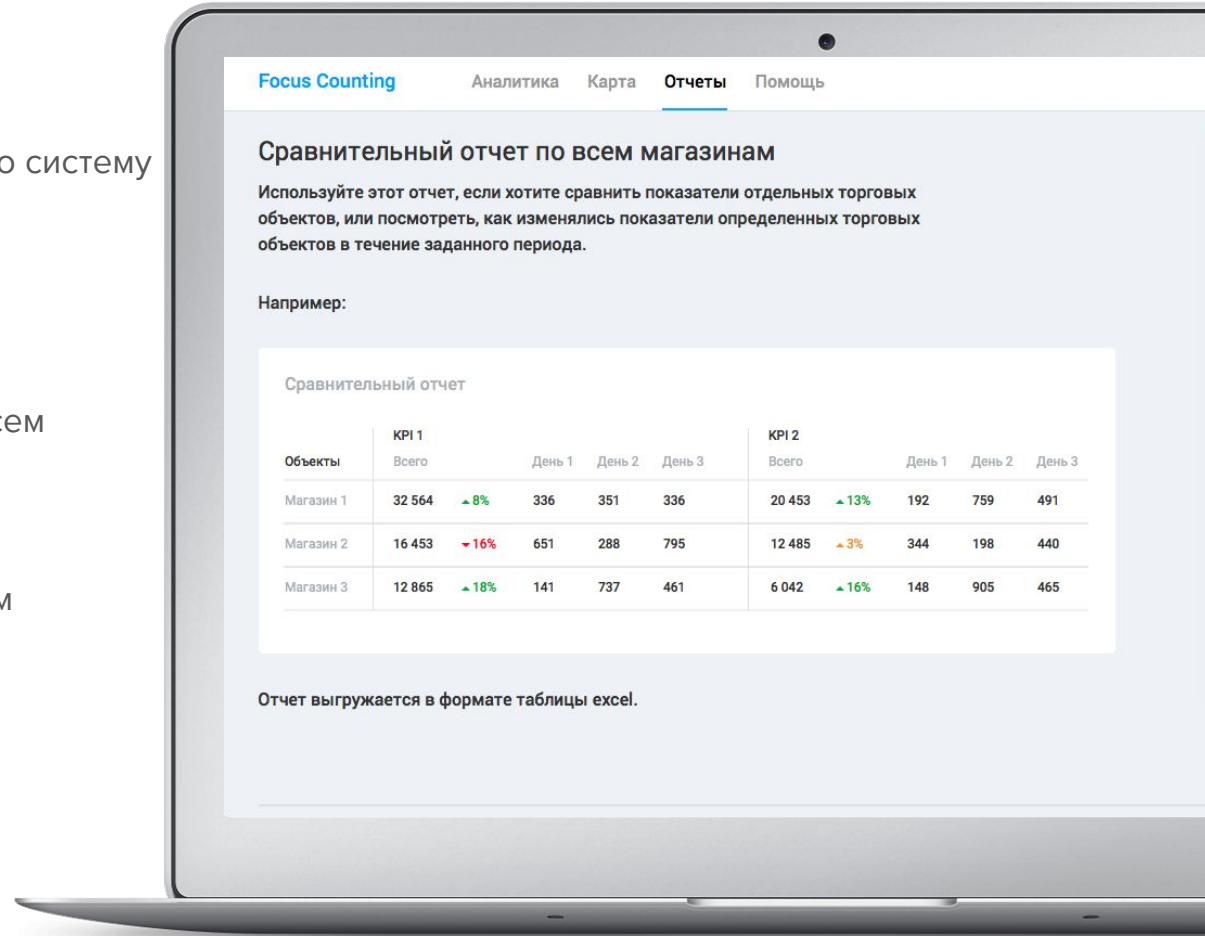 Focus Counting Аналитика Карта Отчеты Помощь
о систему
сем
м
Сравнительный отчет по всем магазинам
Используйте этот отчет, если хотите сравнить показатели отдельных торговых
объектов, или посмотреть, как изменялись показатели определенных торговых
объектов в течение заданного периода.
Например:
Сравнительный отчет
KPI 1 KPI 2
Объекты Всего День 1 День 2 День 3 Всего День 1 День 2 День 3
Магазин 1 32 564 8% 336 351 336 20 453 13% 192 759 491
Магазин 2 16 453 16% 651 288 795 12 485 3% 344 198 440
Магазин 3 12 865 18% 141 737 461 6 042 16% 148 905 465
Отчет выгружается в формате таблицы excel.